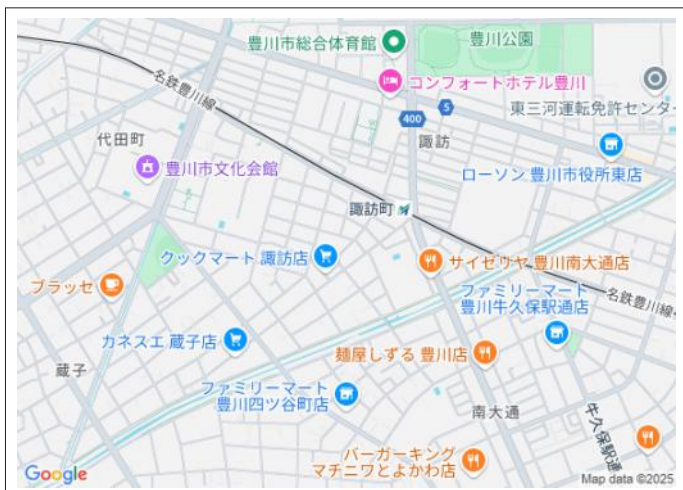 豊川市総合体育館
豊川公園
コンフォートホテル豊川
名鉄豊川線
5
400
東三河運転免許センター
代田町
諏訪
豊川市文化会館
ローソン 豊川市役所東店
諏訪町
クックマート 諏訪店
サイゼリヤ 豊川南大通店
ブラッセ
ファミリーマート
豊川牛久保駅通店
名鉄豊川線
カネスエ 蔵子店
麺屋しずる 豊川店
蔵子
ファミリーマート
豊川四ツ谷町店
南大通
牛久保駅通
バーガーキング
マチニワとよかわ店
Google
Map data ©2025